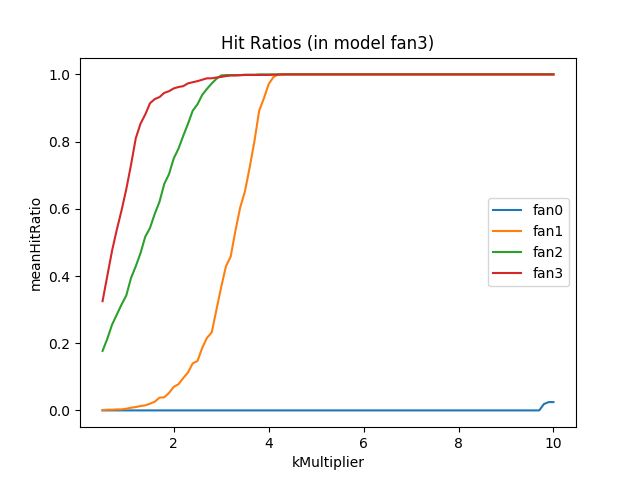 Hit Ratios (in model fan3)
meanHitRatio
1.0
0.8
0.6
0.4
0.2
0.0
fan0
fan1
fan2
fan3
2 4 6 8 10
kMultiplier